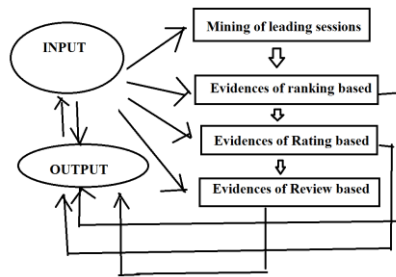 Mining of leading sessions
INPUT
Evidences of ranking based
Evidences of Rating based
OUTPUT
Evidences of Review based